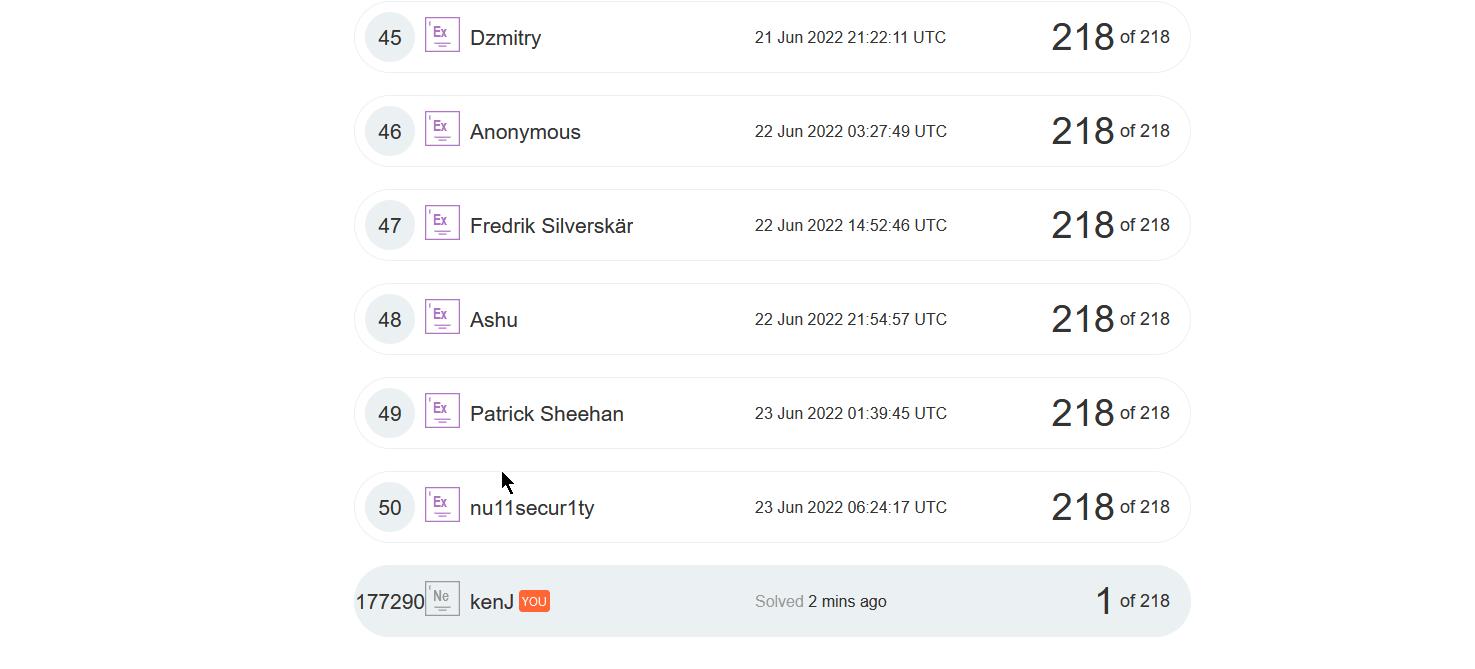 45 Ex Dzmitry 21 Jun 2022 21:22:11 UTC 218 of 218
46 Ex Anonymous 22 Jun 2022 03:27:49 UTC 218 of 218
47 Ex Fredrik Silverskär 22 Jun 2022 14:52:46 UTC 218 of 218
48 Ex Ashu 22 Jun 2022 21:54:57 UTC 218 of 218
49 Ex Patrick Sheehan 23 Jun 2022 01:39:45 UTC 218 of 218
50 Ex nu11secur1ty 23 Jun 2022 06:24:17 UTC 218 of 218
177290 Ne kenJ YOU Solved 2 mins ago 1 of 218